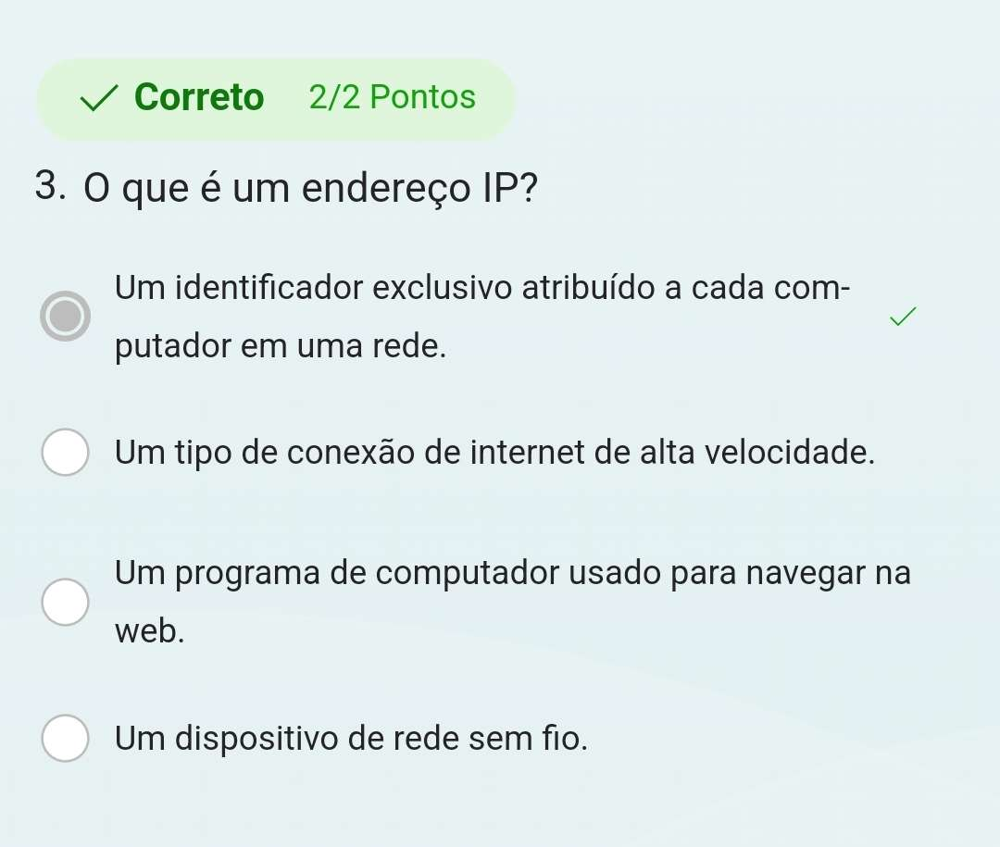 Correto 2/2 Pontos
3. O que é um endereço IP?
Um identificador exclusivo atribuído a cada com-
putador em uma rede.
Um tipo de conexão de internet de alta velocidade.
Um programa de computador usado para navegar na
web.
Um dispositivo de rede sem fio.